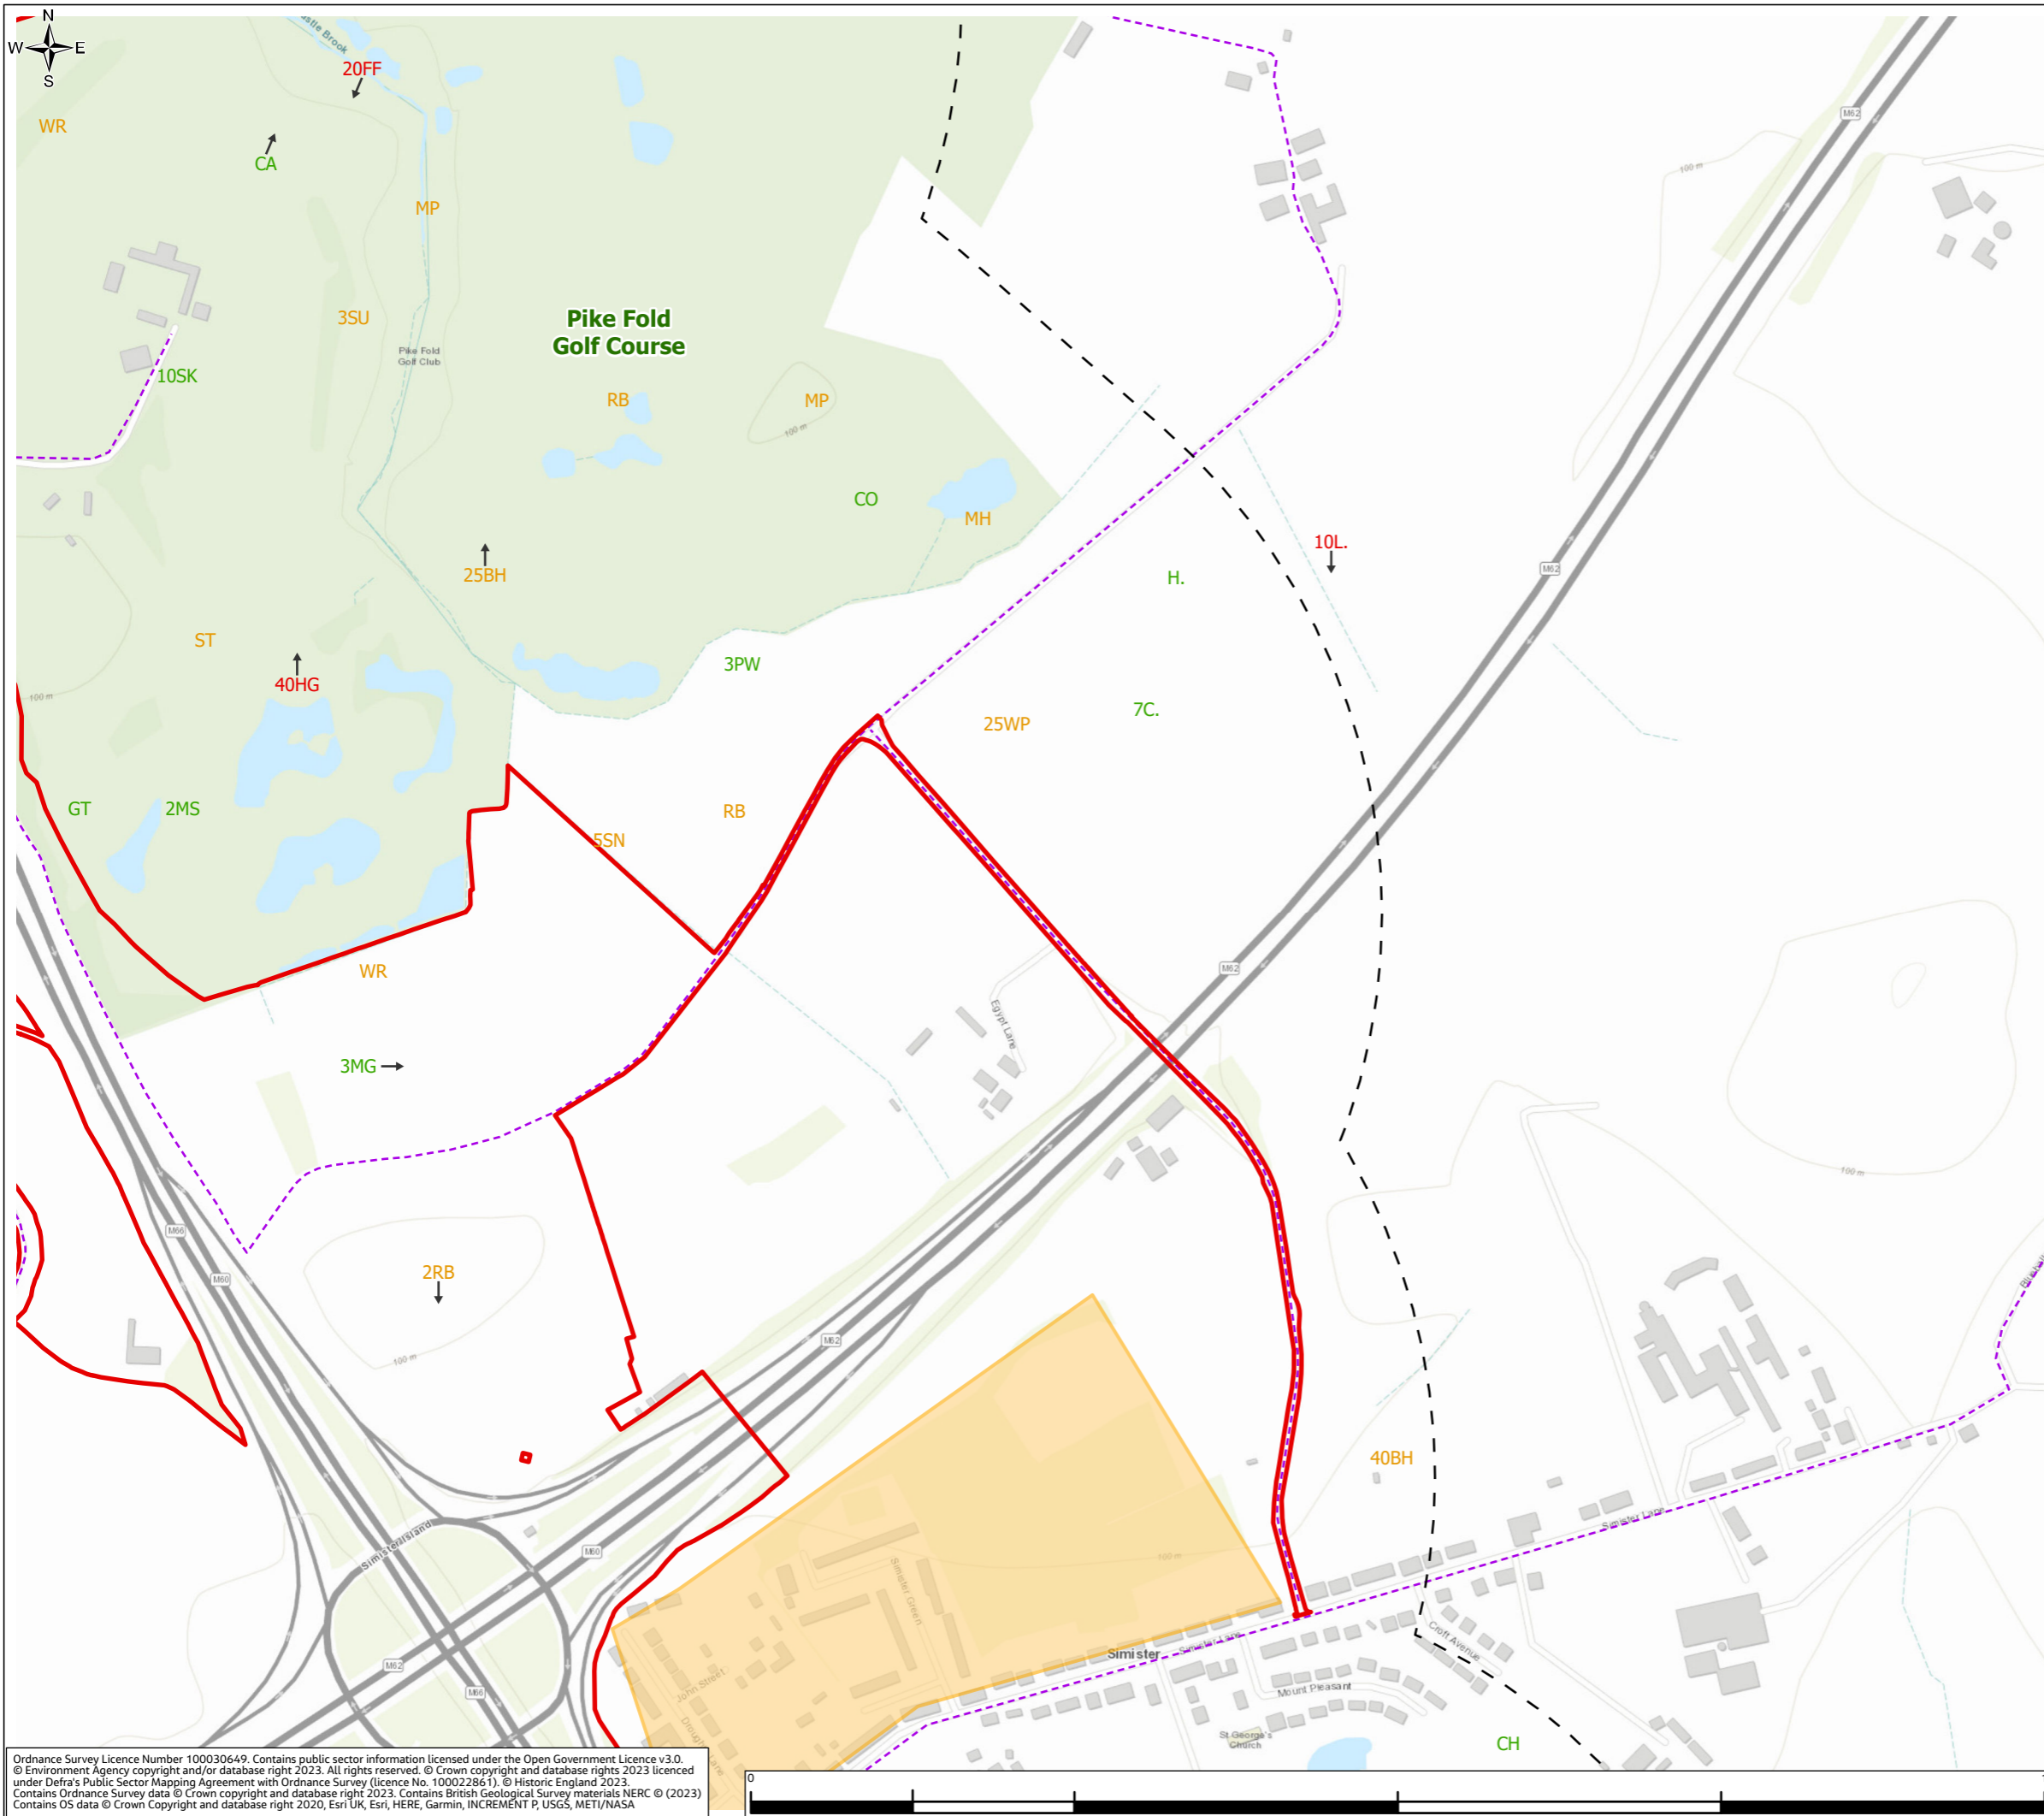 N
W E
S
stle Brook
20FF
WR
CA
M62
100 m
MP
3SU
Pike Fold
Golf Course
Pike Fold
Golf Club
10SK
RB
MP
100 m
CO
MH
10L.
M62
25BH
H.
ST
3PW
40HG
100 m
7C.
25WP
GT
2MS
RB
5SN
WR
M62
Egypt Lane
3MG
100 m
M66
M60
2RB
M62
100 m
40BH
Simister Island
M60
100 m
Simister Lane
Simister Green
Croft Avenue
Simister
Simister Lane
M62
M66
John Street
Mount Pleasant
St George's
Church
CH
Ordnance Survey Licence Number 100030649. Contains public sector information licensed under the Open Government Licence v3.0.
© Environment Agency copyright and/or database right 2023. All rights reserved. © Crown copyright and database rights 2023 licenced
under Defra's Public Sector Mapping Agreement with Ordnance Survey (licence No. 100022861). © Historic England 2023.
Contains Ordnance Survey data © Crown copyright and database right 2023. Contains British Geological Survey materials NERC © (2023)
Contains OS data © Crown Copyright and database right 2020, Esri UK, Esri, HERE, Garmin, INCREMENT P, USGS, METI/NASA
0